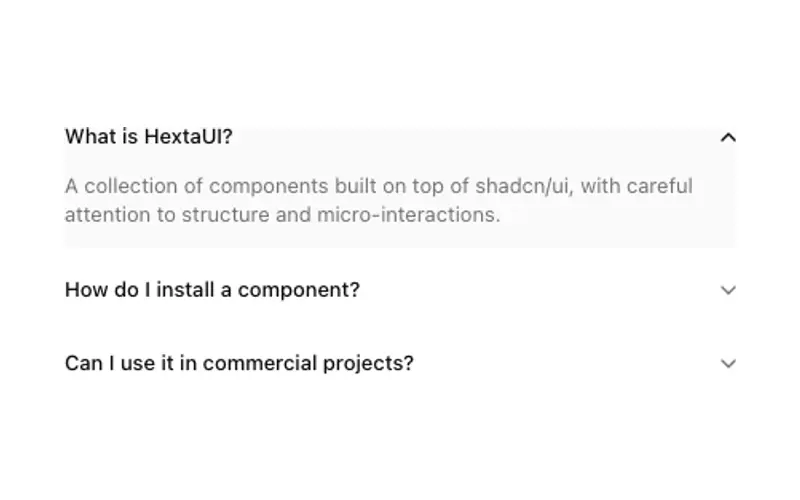 What is HextaUI?
A collection of components built on top of shadcn/ui, with careful
attention to structure and micro-interactions.
How do I install a component?
Can I use it in commercial projects?